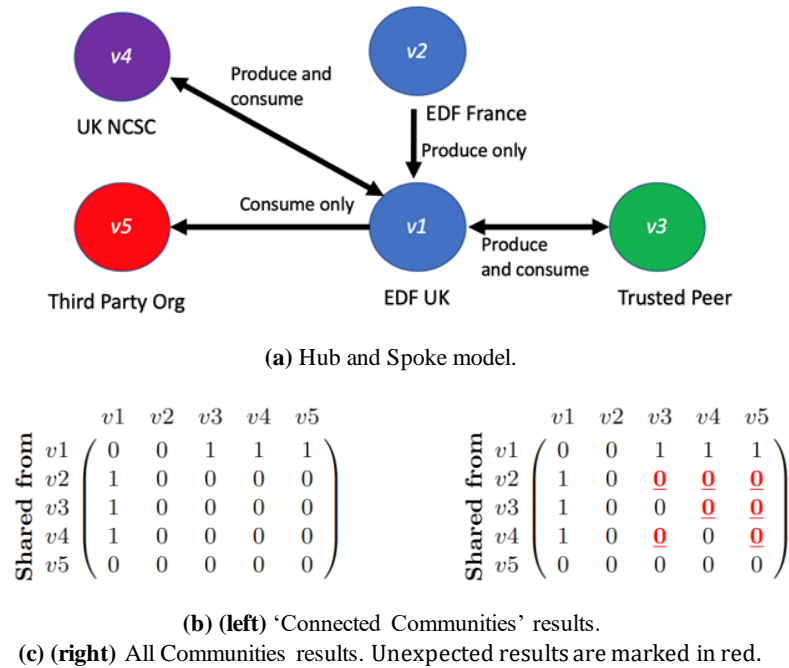 v4
v2
Produce and
consume
UK NCSC
EDF France
Produce only
Consume only
v5
v1
v3
Produce
and consume
Third Party Org
EDF UK
Trusted Peer
(a) Hub and Spoke model.
v1 v2 v3 v4 v5
Shared from
v1 0 0 1 1 1
v2 1 0 0 0 0
v3 1 0 0 0 0
v4 1 0 0 0 0
v5 0 0 0 0 0
v1 v2 v3 v4 v5
Shared from
v1 0 0 1 1 1
v2 1 0 0 0 0
v3 1 0 0 0 0
v4 1 0 0 0 0
v5 0 0 0 0 0
(b) (left) ‘Connected Communities’ results.
(c) (right) All Communities results. Unexpected results are marked in red.